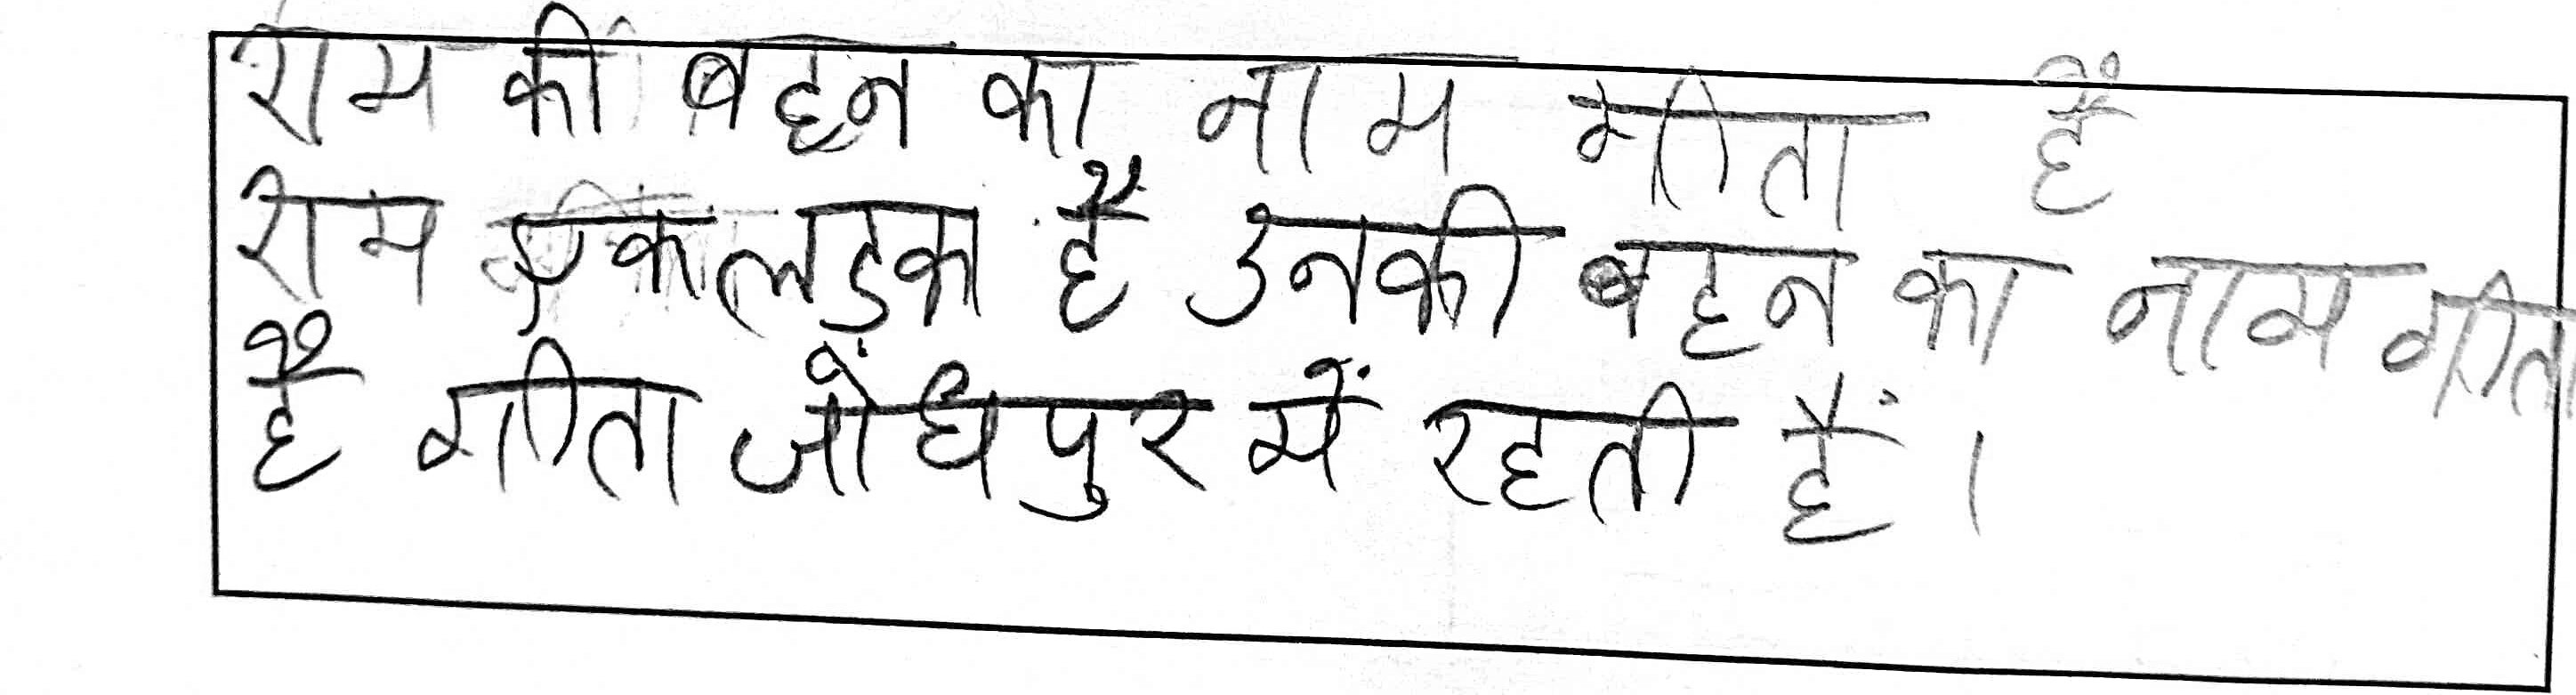 राम की बहन का नाम गीता हैं
राम एक लड़का हैं उनकी बहन का नाम गीता
हैं गीता जोधपुर में रहती हैं।